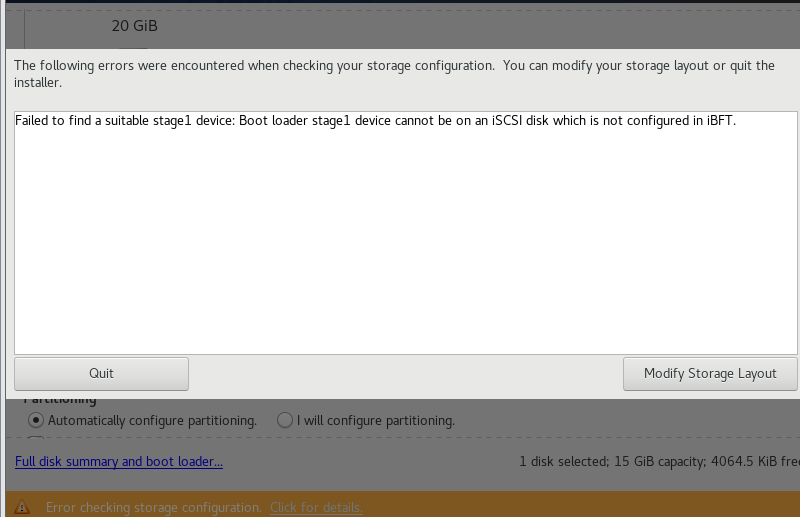 20 GiB
The following errors were encountered when checking your storage configuration.  You can modify your storage layout or quit the
installer.
Failed to find a suitable stage1 device: Boot loader stage1 device cannot be on an iSCSI disk which is not configured in iBFT.
Quit
Modify Storage Layout
Partitioning
Automatically configure partitioning.
I will configure partitioning.
Full disk summary and boot loader...
1 disk selected; 15 GiB capacity; 4064.5 KiB free
Error checking storage configuration.  Click for details.